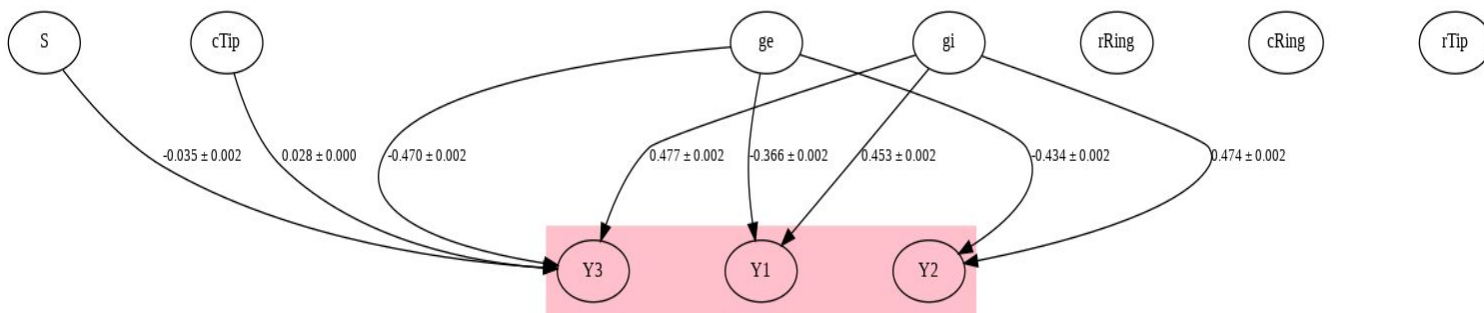 S cTip ge gi rRing cRing rTip
-0.035 ± 0.002 0.028 ± 0.000 -0.470 ± 0.002 0.477 ± 0.002 -0.366 ± 0.002 0.453 ± 0.002 -0.434 ± 0.002 0.474 ± 0.002
Y3 Y1 Y2